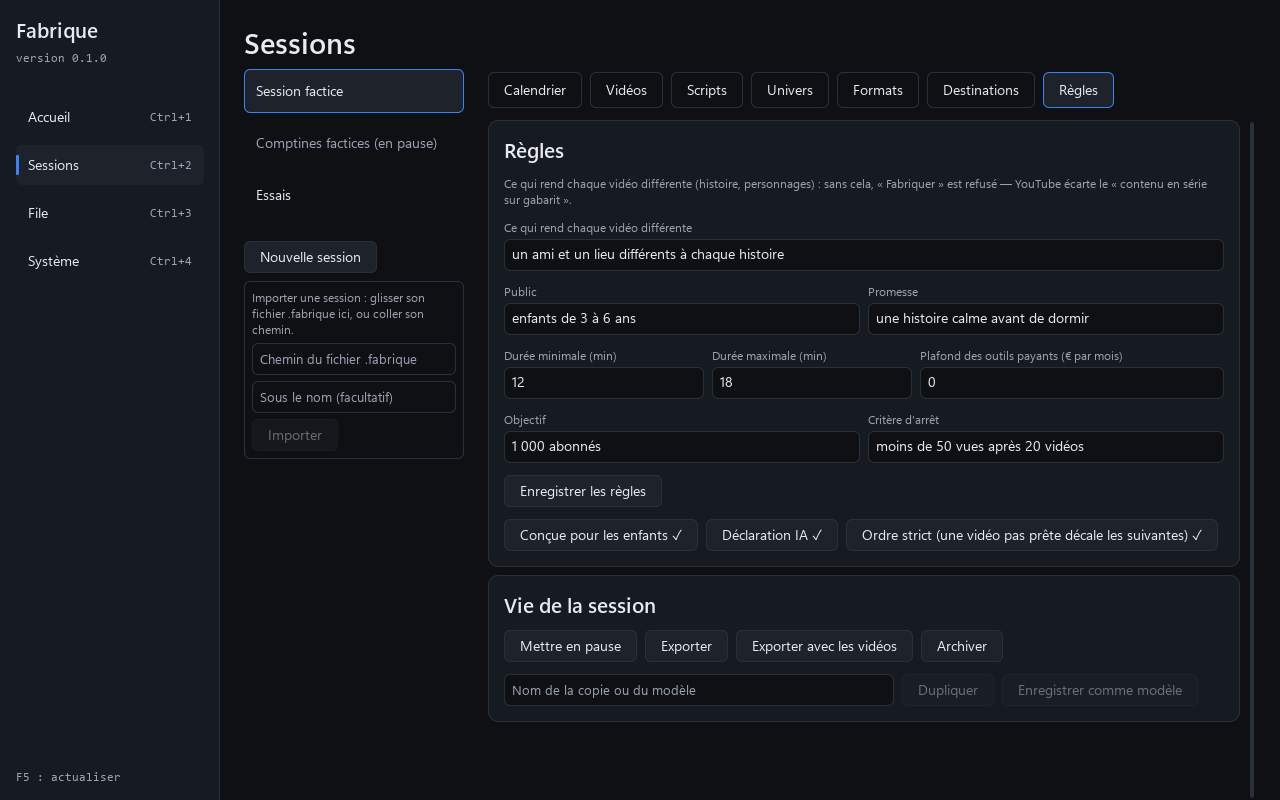 Fabrique
version 0.1.0
Accueil Ctrl+1
Sessions Ctrl+2
File Ctrl+3
Système Ctrl+4
F5 : actualiser
Sessions
Session factice
Comptines factices (en pause)
Essais
Nouvelle session
Importer une session : glisser son
fichier .fabrique ici, ou coller son
chemin.
Chemin du fichier .fabrique
Sous le nom (facultatif)
Importer
Calendrier Vidéos Scripts Univers Formats Destinations Règles
Règles
Ce qui rend chaque vidéo différente (histoire, personnages) : sans cela, « Fabriquer » est refusé — YouTube écarte le « contenu en série
sur gabarit ».
Ce qui rend chaque vidéo différente
un ami et un lieu différents à chaque histoire
Public Promesse
enfants de 3 à 6 ans une histoire calme avant de dormir
Durée minimale (min) Durée maximale (min) Plafond des outils payants (€ par mois)
12 18 0
Objectif Critère d'arrêt
1 000 abonnés moins de 50 vues après 20 vidéos
Enregistrer les règles
Conçue pour les enfants ✓ Déclaration IA ✓ Ordre strict (une vidéo pas prête décale les suivantes) ✓
Vie de la session
Mettre en pause Exporter Exporter avec les vidéos Archiver
Nom de la copie ou du modèle Dupliquer Enregistrer comme modèle